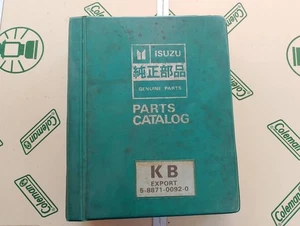 ISUZU
純正部品
GENUINE PARTS
PARTS
CATALOG
KB
EXPORT
5-8871-0092-0
Coleman
Coleman
Coleman
Coleman